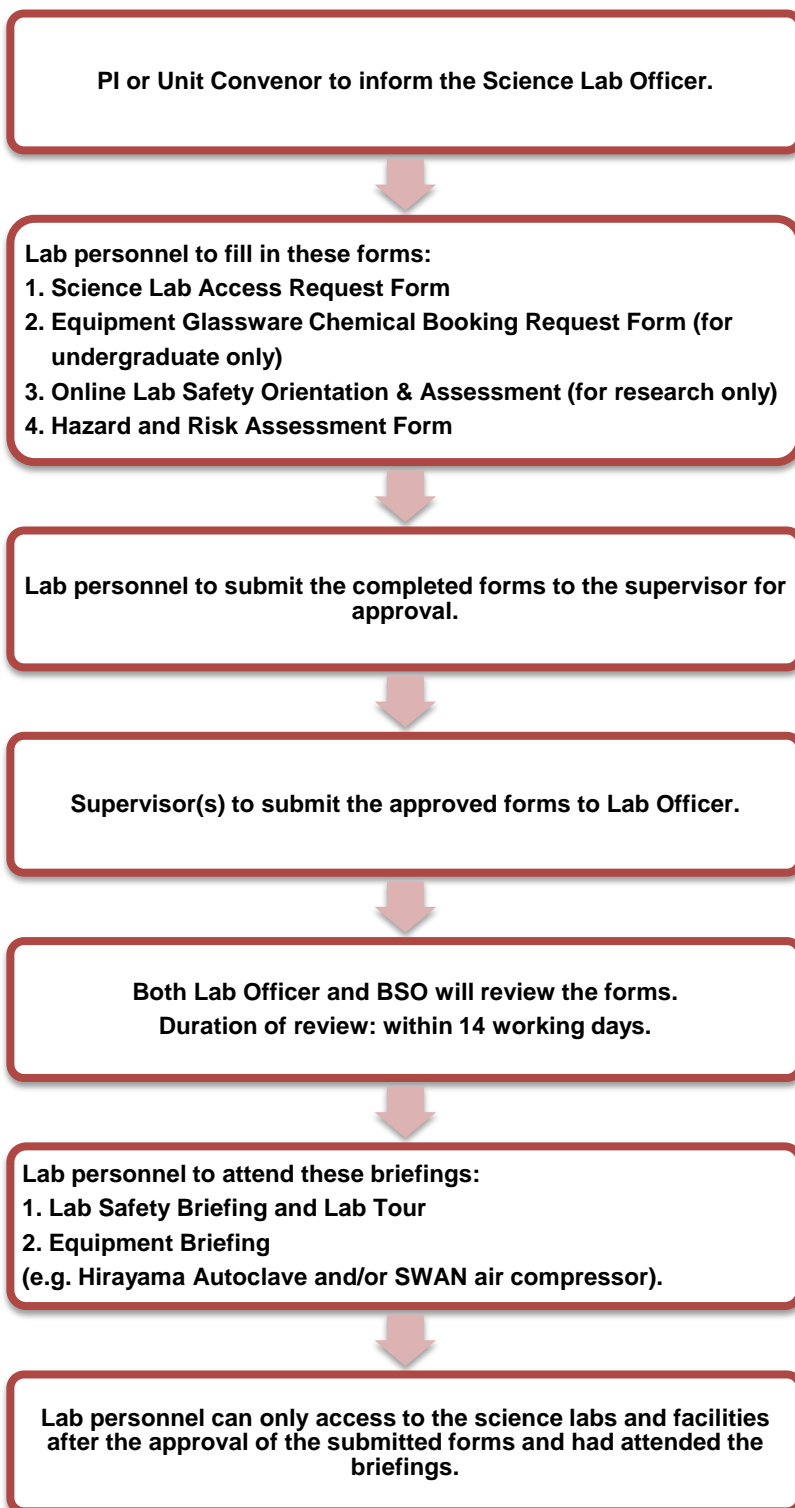 PI or Unit Convenor to inform the Science Lab Officer.
Lab personnel to fill in these forms:
1. Science Lab Access Request Form
2. Equipment Glassware Chemical Booking Request Form (for
undergraduate only)
3. Online Lab Safety Orientation & Assessment (for research only)
4. Hazard and Risk Assessment Form
Lab personnel to submit the completed forms to the supervisor for
approval.
Supervisor(s) to submit the approved forms to Lab Officer.
Both Lab Officer and BSO will review the forms.
Duration of review: within 14 working days.
Lab personnel to attend these briefings:
1. Lab Safety Briefing and Lab Tour
2. Equipment Briefing
(e.g. Hirayama Autoclave and/or SWAN air compressor).
Lab personnel can only access to the science labs and facilities
after the approval of the submitted forms and had attended the
briefings.